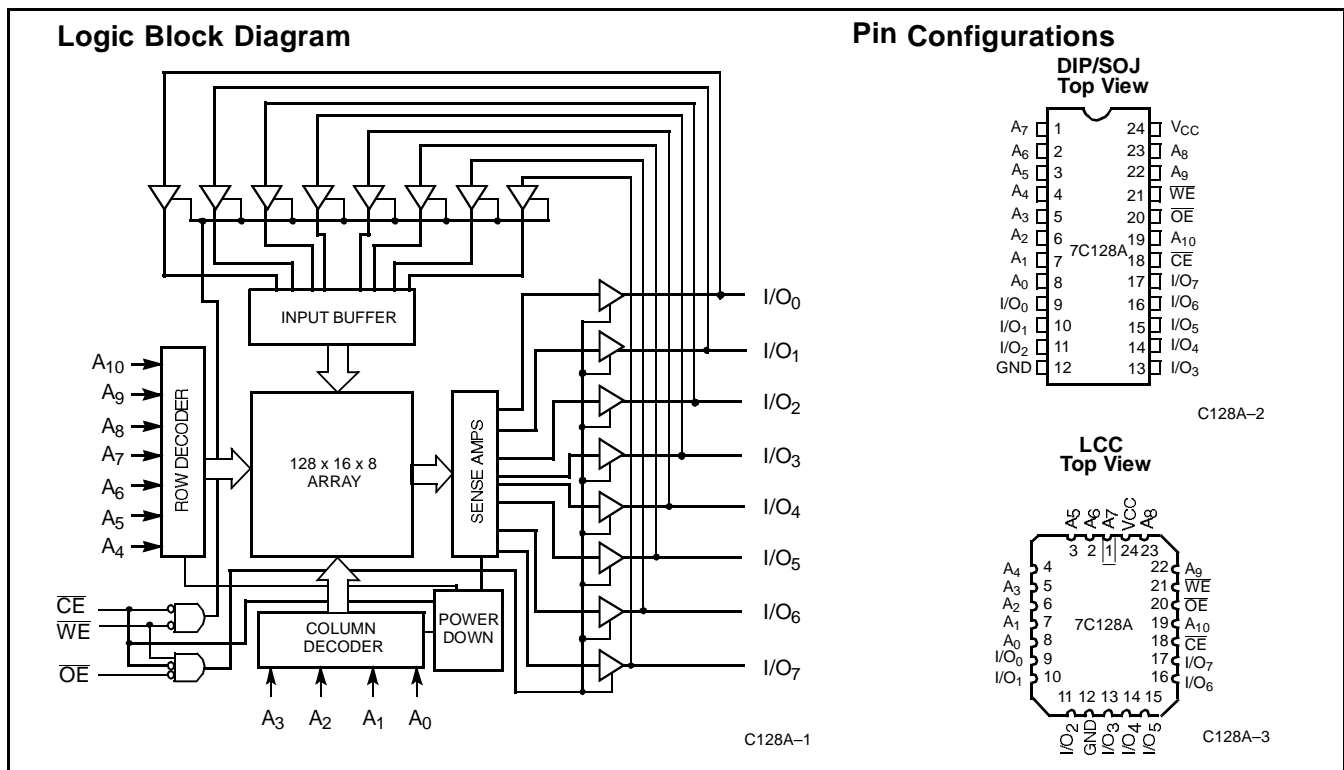 Logic Block Diagram
INPUT BUFFER
A10
A9
A8
A7
A6
A5
A4
ROW DECODER
128 x 16 x 8
ARRAY
SENSE AMPS
I/O0
I/O1
I/O2
I/O3
I/O4
I/O5
I/O6
I/O7
CE
WE
OE
COLUMN
DECODER
POWER
DOWN
A3 A2 A1 A0
C128A–1
Pin Configurations
DIP/SOJ
Top View
A7 1 24 VCC
A6 2 23 A8
A5 3 22 A9
A4 4 21 WE
A3 5 20 OE
A2 6 19 A10
7C128A
A1 7 18 CE
A0 8 17 I/O7
I/O0 9 16 I/O6
I/O1 10 15 I/O5
I/O2 11 14 I/O4
GND 12 13 I/O3
C128A–2
LCC
Top View
A5 A6 A7 VCC A8
3 2 1 24 23
A4 4 22 A9
A3 5 21 WE
A2 6 20 OE
A1 7 7C128A 19 A10
A0 8 18 CE
I/O0 9 17 I/O7
I/O1 10 16 I/O6
11 12 13 14 15
I/O2 GND I/O3 I/O4 I/O5
C128A–3